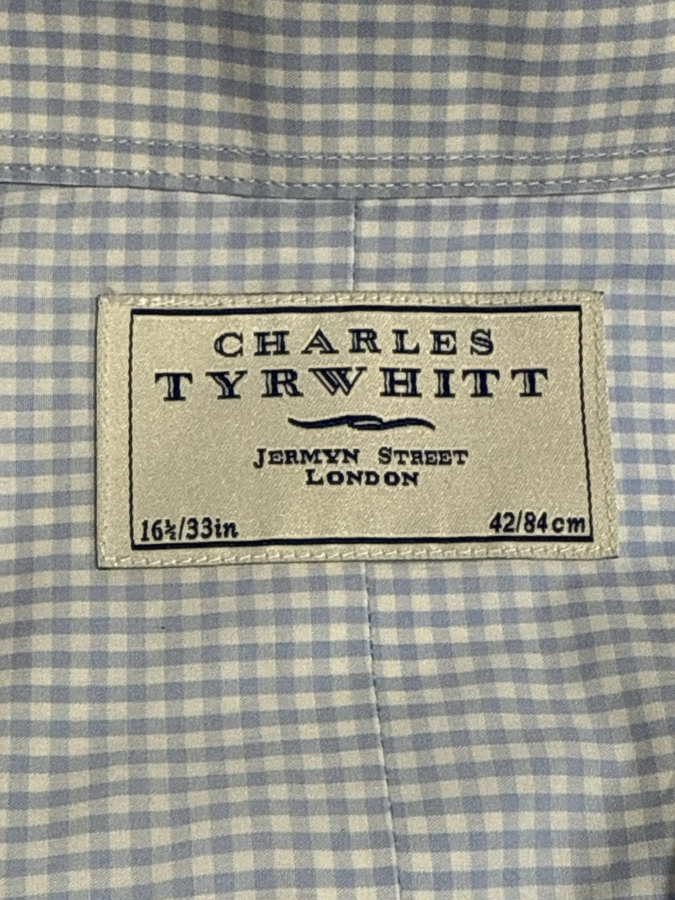 CHARLES
TYRWHITT
JERMYN STREET
LONDON
16½/33in 42/84cm